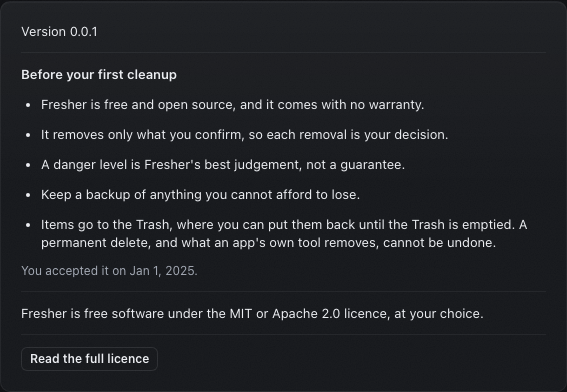 Version 0.0.1
Before your first cleanup
• Fresher is free and open source, and it comes with no warranty.
• It removes only what you confirm, so each removal is your decision.
• A danger level is Fresher's best judgement, not a guarantee.
• Keep a backup of anything you cannot afford to lose.
• Items go to the Trash, where you can put them back until the Trash is emptied. A
permanent delete, and what an app's own tool removes, cannot be undone.
You accepted it on Jan 1, 2025.
Fresher is free software under the MIT or Apache 2.0 licence, at your choice.
Read the full licence